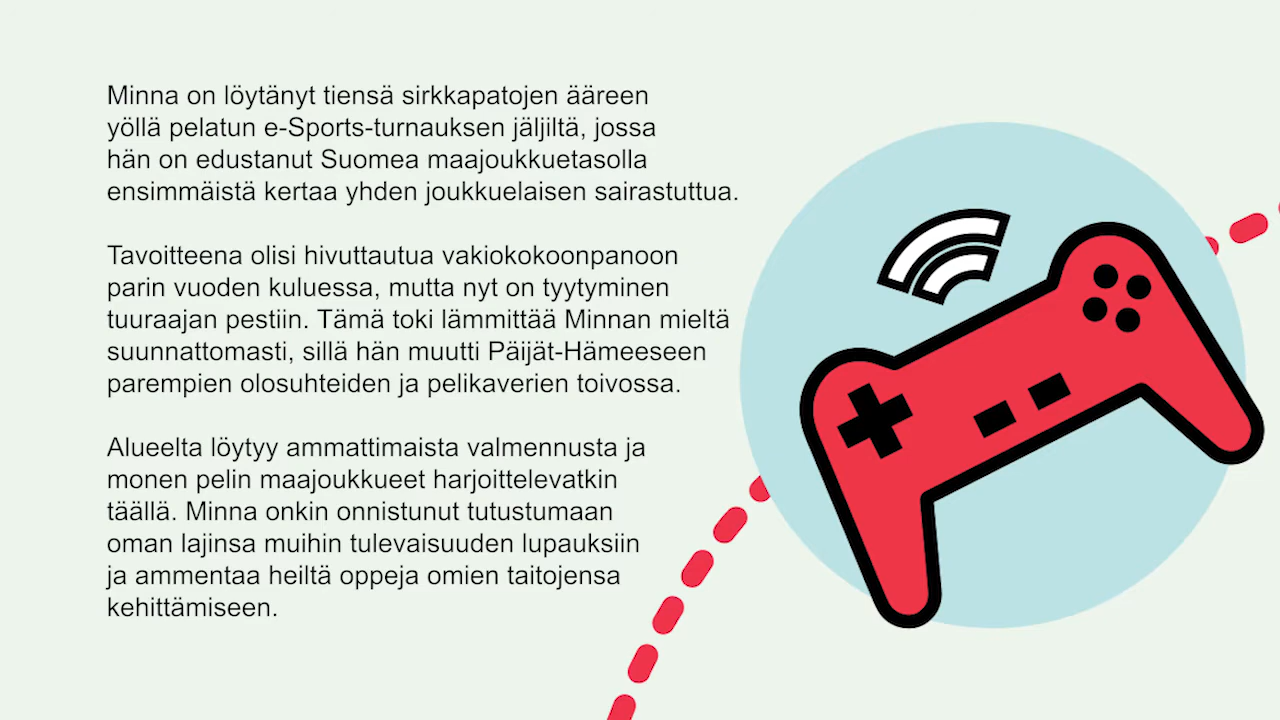 Minna on löytänyt tiensä sirkkapatojen ääreen
yöllä pelatun e-Sports-turnauksen jäljiltä, jossa
hän on edustanut Suomea maajoukkuetasolla
ensimmäistä kertaa yhden joukkuelaisen sairastuttua.
Tavoitteena olisi hivuttautua vakiokokoonpanoon
parin vuoden kuluessa, mutta nyt on tyytyminen
tuuraajan pestiin. Tämä toki lämmittää Minnan mieltä
suunnattomasti, sillä hän muutti Päijät-Hämeeseen
parempien olosuhteiden ja pelikaverien toivossa.
Alueelta löytyy ammattimaista valmennusta ja
monen pelin maajoukkueet harjoittelevatkin
täällä. Minna onkin onnistunut tutustumaan
oman lajinsa muihin tulevaisuuden lupauksiin
ja ammentaa heiltä oppeja omien taitojensa
kehittämiseen.